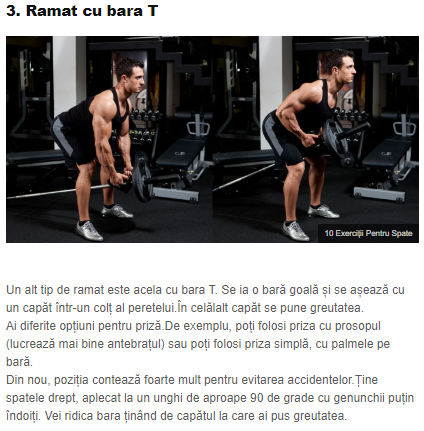 3. Ramat cu bara T
10 Exerciții Pentru Spate
Un alt tip de ramat este acela cu bara T. Se ia o bară goală și se așează cu
un capăt într-un colț al peretelui.În celălalt capăt se pune greutatea.
Ai diferite opțiuni pentru priză.De exemplu, poți folosi priza cu prosopul
(lucrează mai bine antebrațul) sau poți folosi priza simplă, cu palmele pe
bară.
Din nou, poziția contează foarte mult pentru evitarea accidentelor.Ține
spatele drept, aplecat la un unghi de aproape 90 de grade cu genunchii puțin
îndoiți. Vei ridica bara ținând de capătul la care ai pus greutatea.